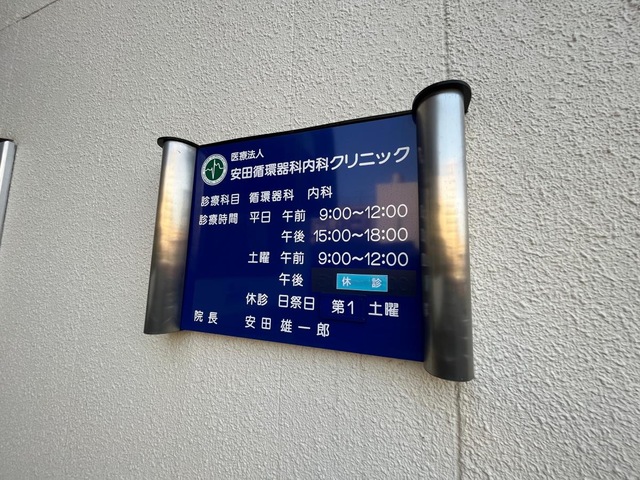 医療法人
安田循環器科内科クリニック
診療科目 循環器科 内科
診療時間 平日 午前 9:00~12:00
午後 15:00~18:00
土曜 午前 9:00~12:00
午後 休診
休診 日祭日 第1 土曜
院長 安田 雄一郎